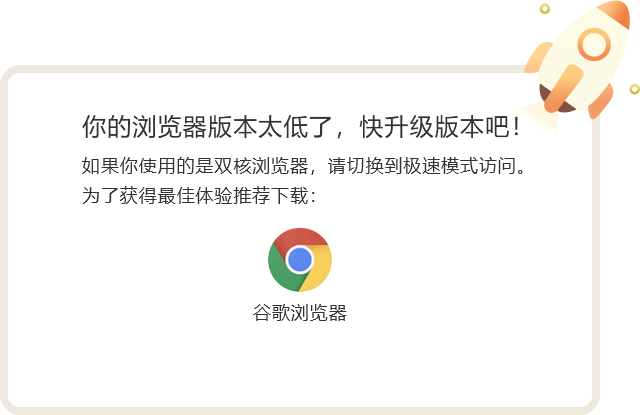 你的浏览器版本太低了，快升级版本吧！
如果你使用的是双核浏览器，请切换到极速模式访问。
为了获得最佳体验推荐下载：
谷歌浏览器